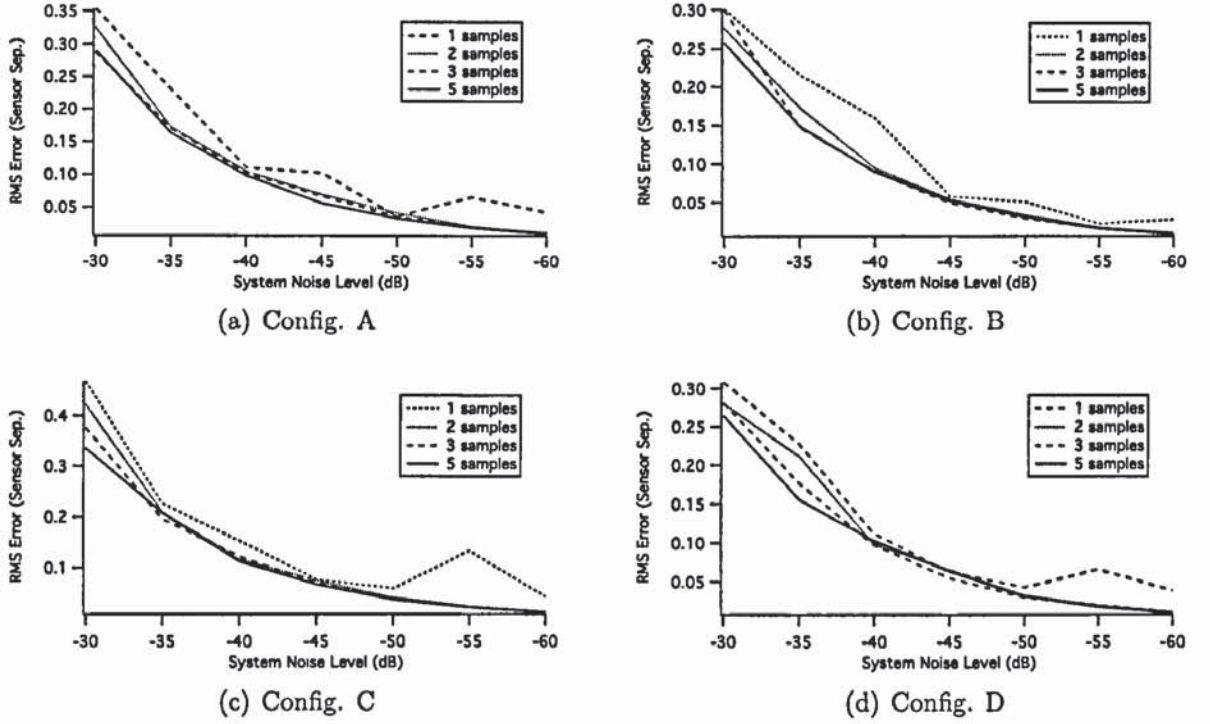 RMS Error (Sensor Sep.)
0.35
0.30
0.25
0.20
0.15
0.10
0.05
1 samples
2 samples
3 samples
5 samples
-30 -35 -40 -45 -50 -55 -60
System Noise Level (dB)
(a) Config. A
RMS Error (Sensor Sep.)
0.30
0.25
0.20
0.15
0.10
0.05
1 samples
2 samples
3 samples
5 samples
-30 -35 -40 -45 -50 -55 -60
System Noise Level (dB)
(b) Config. B
RMS Error (Sensor Sep.)
0.4
0.3
0.2
0.1
1 samples
2 samples
3 samples
5 samples
-30 -35 -40 -45 -50 -55 -60
System Noise Level (dB)
(c) Config. C
RMS Error (Sensor Sep.)
0.30
0.25
0.20
0.15
0.10
0.05
1 samples
2 samples
3 samples
5 samples
-30 -35 -40 -45 -50 -55 -60
System Noise Level (dB)
(d) Config. D